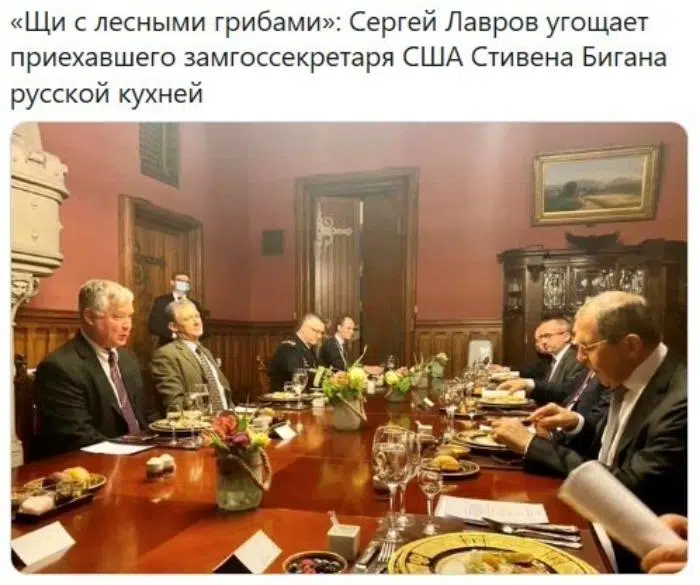 «Щи с лесными грибами»: Сергей Лавров угощает
приехавшего замгоссекретаря США Стивена Бигана
русской кухней